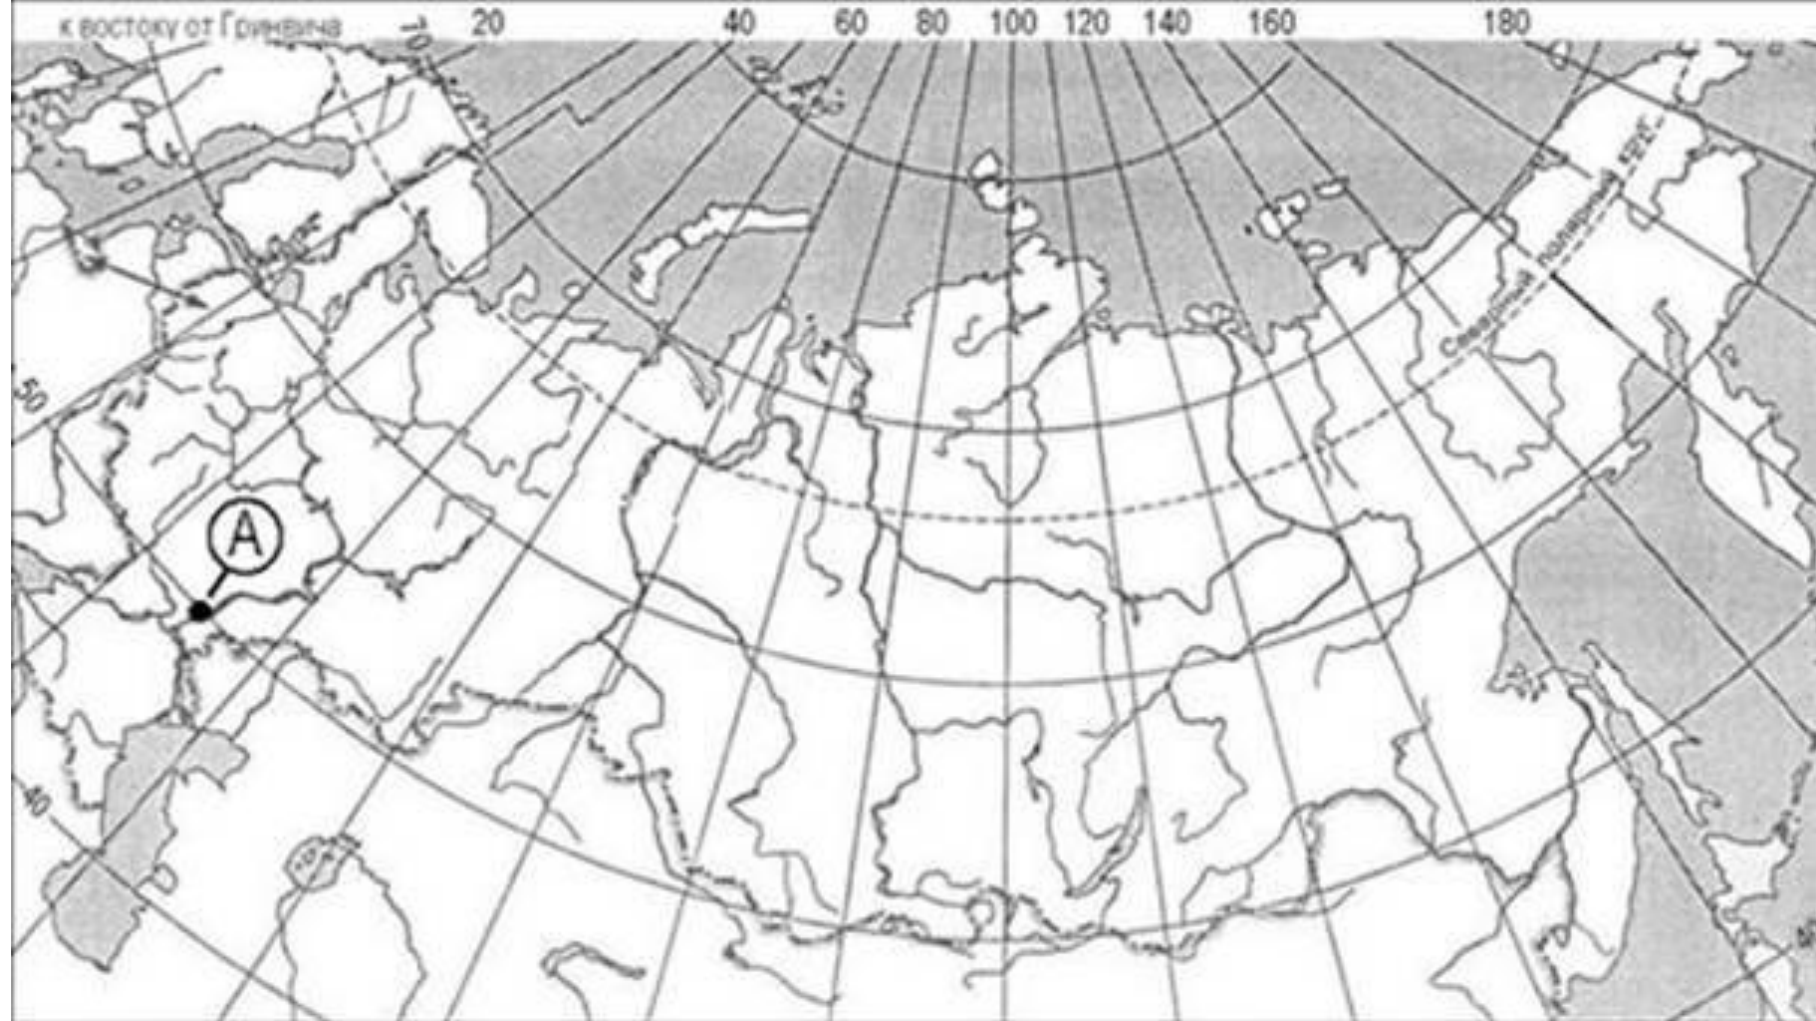 к востоку от Гринвича
10 20 40 60 80 100 120 140 160 180
Северный полярный круг
50
А
40